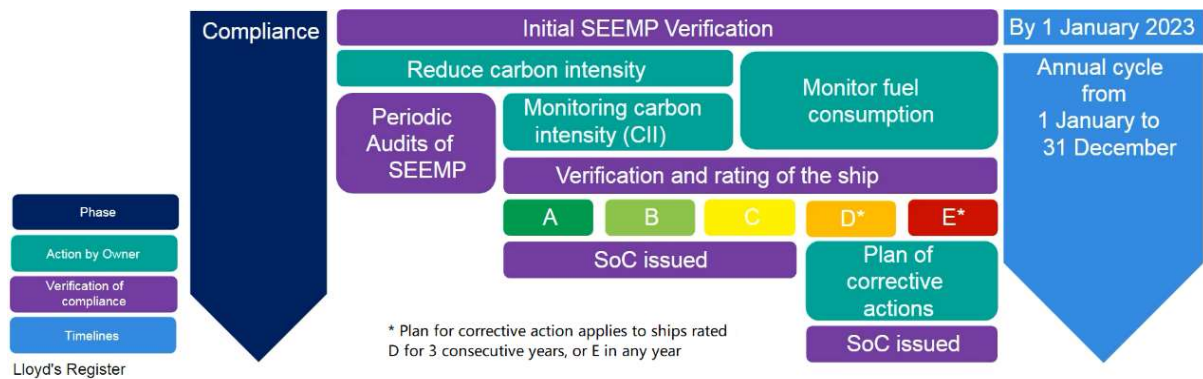 Compliance
Initial SEEMP Verification
By 1 January 2023
Reduce carbon intensity
Monitor fuel
consumption
Annual cycle
from
1 January to
31 December
Periodic
Audits of
SEEMP
Monitoring carbon
intensity (CII)
Verification and rating of the ship
A
B
C
D*
E*
SoC issued
Plan of
corrective
actions
SoC issued
Phase
Action by Owner
Verification of
compliance
Timelines
Lloyd's Register
* Plan for corrective action applies to ships rated
D for 3 consecutive years, or E in any year